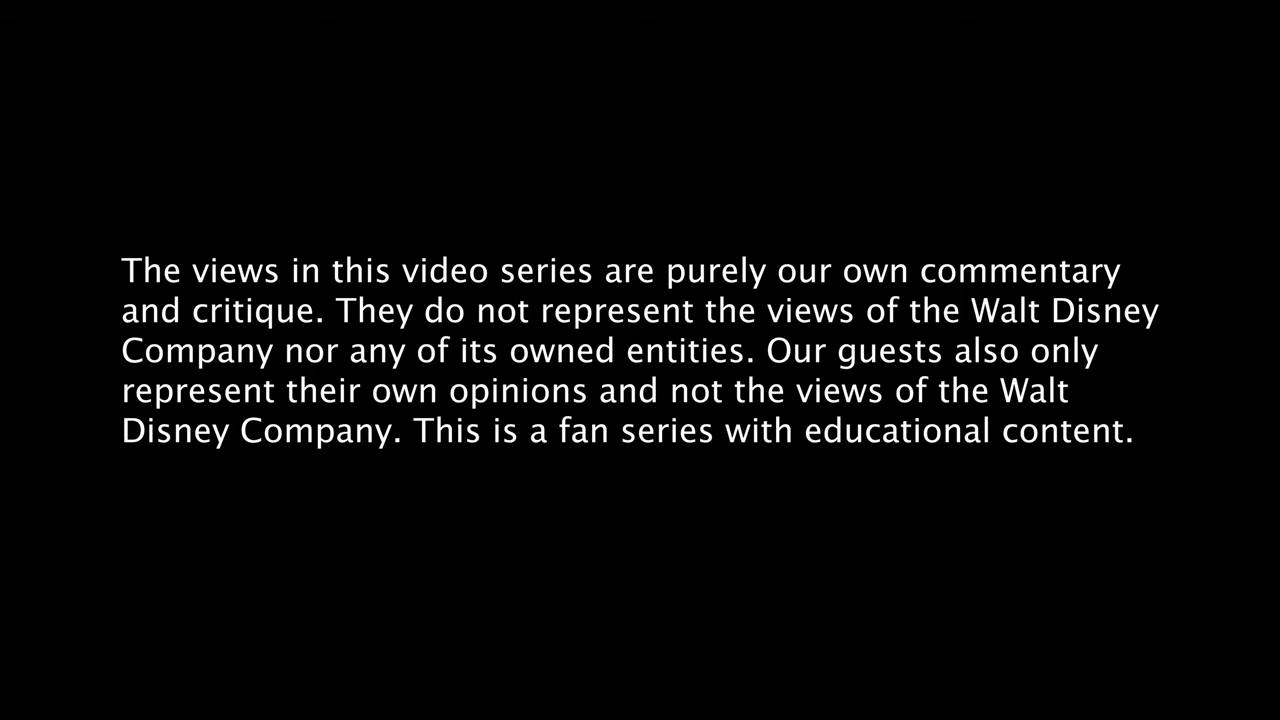 The views in this video series are purely our own commentary
and critique. They do not represent the views of the Walt Disney
Company nor any of its owned entities. Our guests also only
represent their own opinions and not the views of the Walt
Disney Company. This is a fan series with educational content.